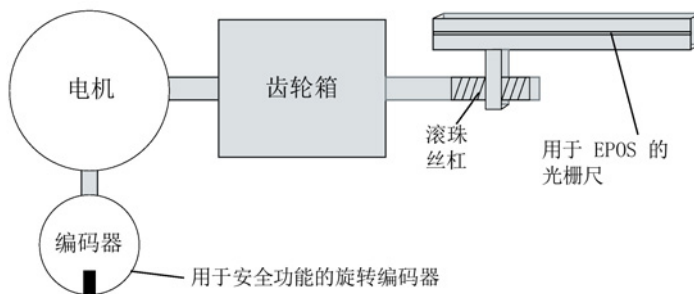 电机
齿轮箱
滚珠
丝杠
用于 EPOS 的
光栅尺
编码器
用于安全功能的旋转编码器